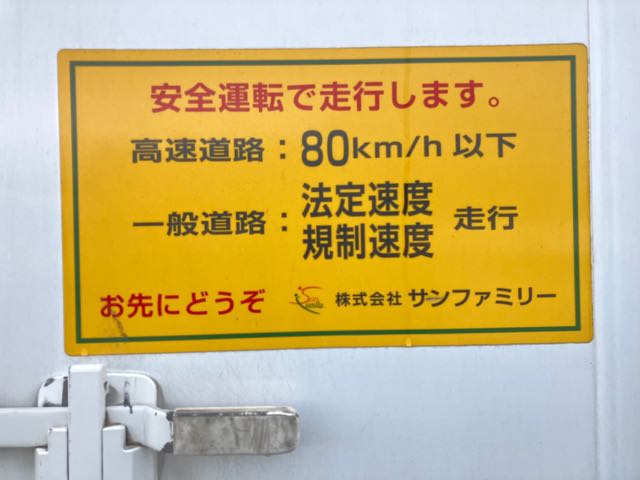 安全運転で走行します。
高速道路：80km/h 以下
一般道路：法定速度 走行
規制速度
お先にどうぞ 株式会社 サンファミリー